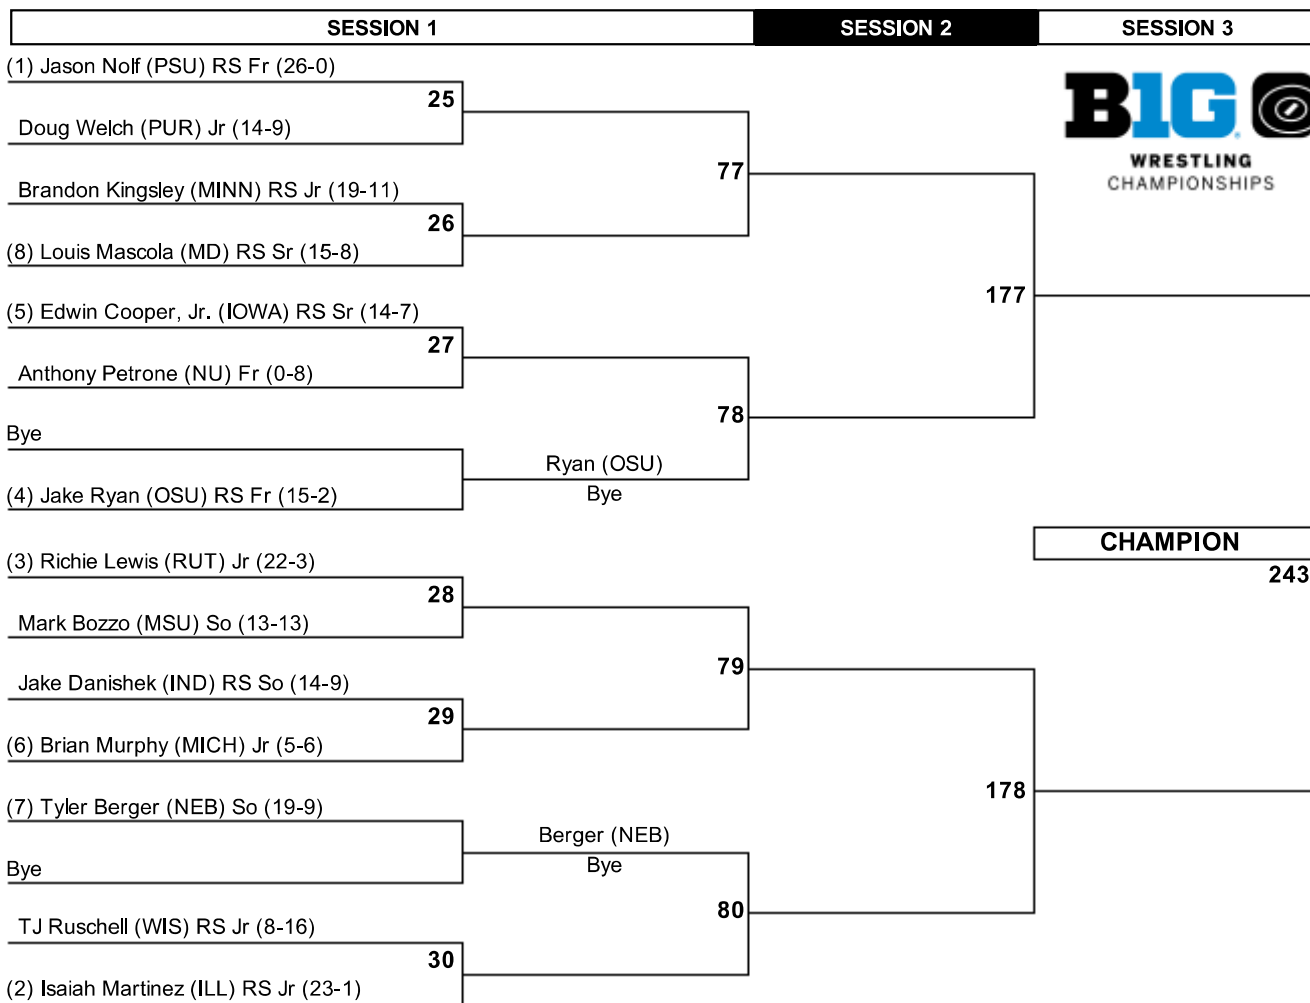 SESSION 1 SESSION 2 SESSION 3
(1) Jason Nolf (PSU) RS Fr (26-0)
25
Doug Welch (PUR) Jr (14-9)
77
Brandon Kingsley (MINN) RS Jr (19-11)
26
(8) Louis Mascola (MD) RS Sr (15-8)
B1G
WRESTLING
CHAMPIONSHIPS
177
(5) Edwin Cooper, Jr. (IOWA) RS Sr (14-7)
27
Anthony Petrone (NU) Fr (0-8)
78
Bye
Ryan (OSU)
Bye
(4) Jake Ryan (OSU) RS Fr (15-2)
CHAMPION
243
(3) Richie Lewis (RUT) Jr (22-3)
28
Mark Bozzo (MSU) So (13-13)
79
Jake Danishek (IND) RS So (14-9)
29
(6) Brian Murphy (MICH) Jr (5-6)
178
(7) Tyler Berger (NEB) So (19-9)
Berger (NEB)
Bye
Bye
80
TJ Ruschell (WIS) RS Jr (8-16)
30
(2) Isaiah Martinez (ILL) RS Jr (23-1)